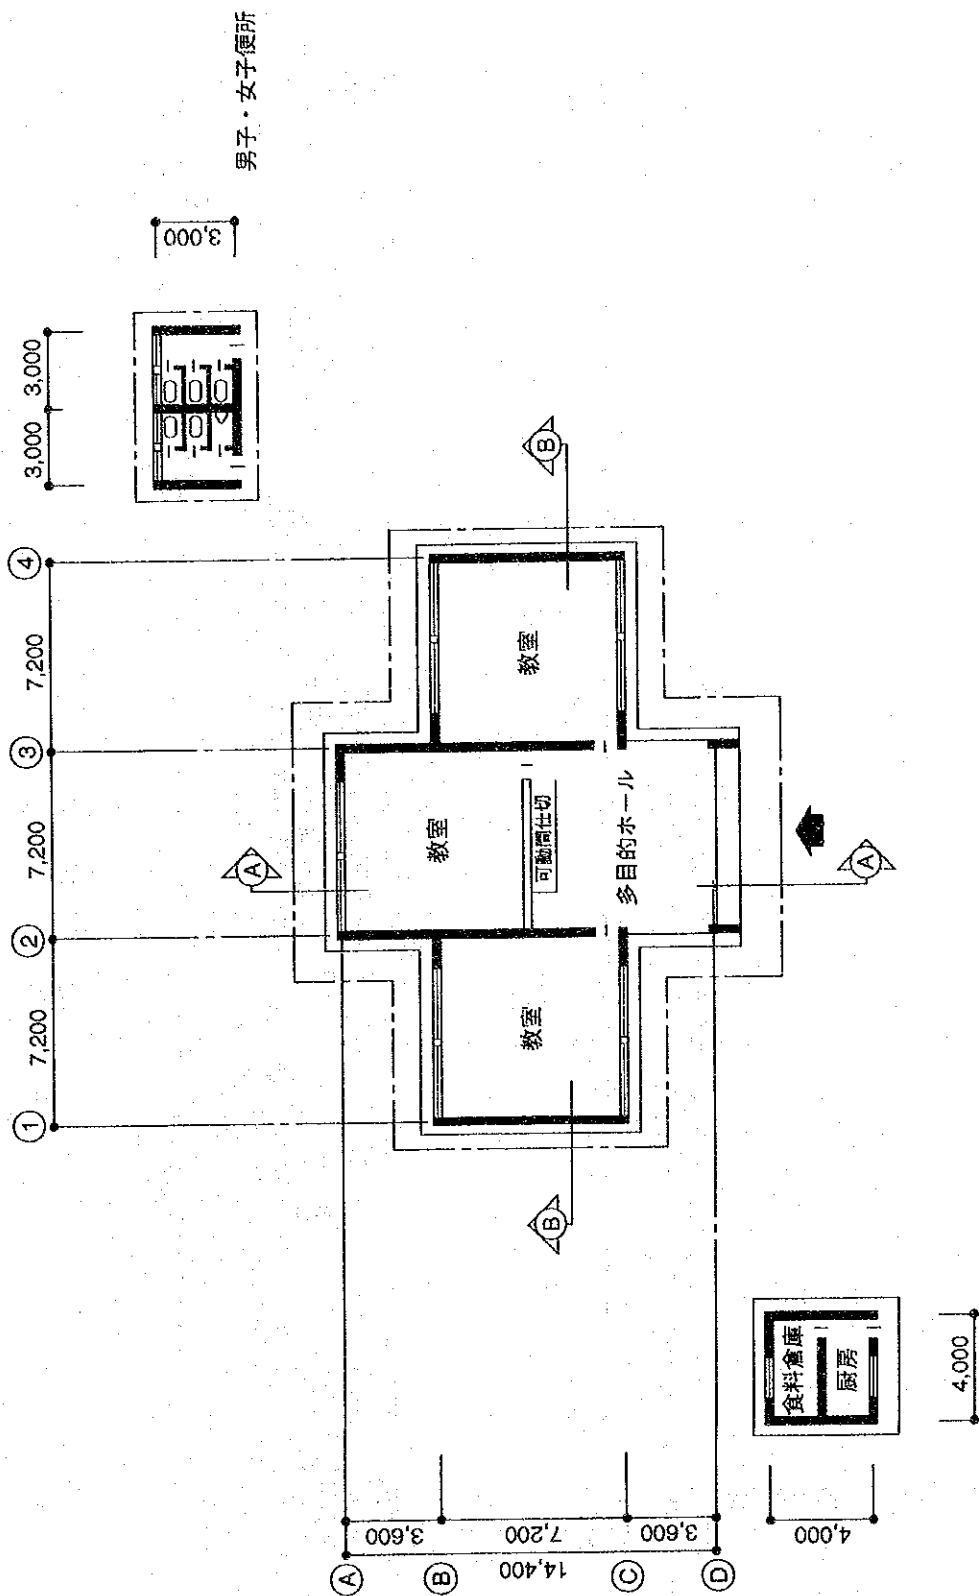 男子・女子便所
3,000
3,000
3,000
①
②
③
④
7,200
7,200
7,200
Ⓐ
Ⓑ
Ⓒ
Ⓓ
3,600
7,200
3,600
14,400
教室
教室
教室
可動間仕切
多目的ホール
A
A
B
B
食料倉庫
厨房
4,000
4,000